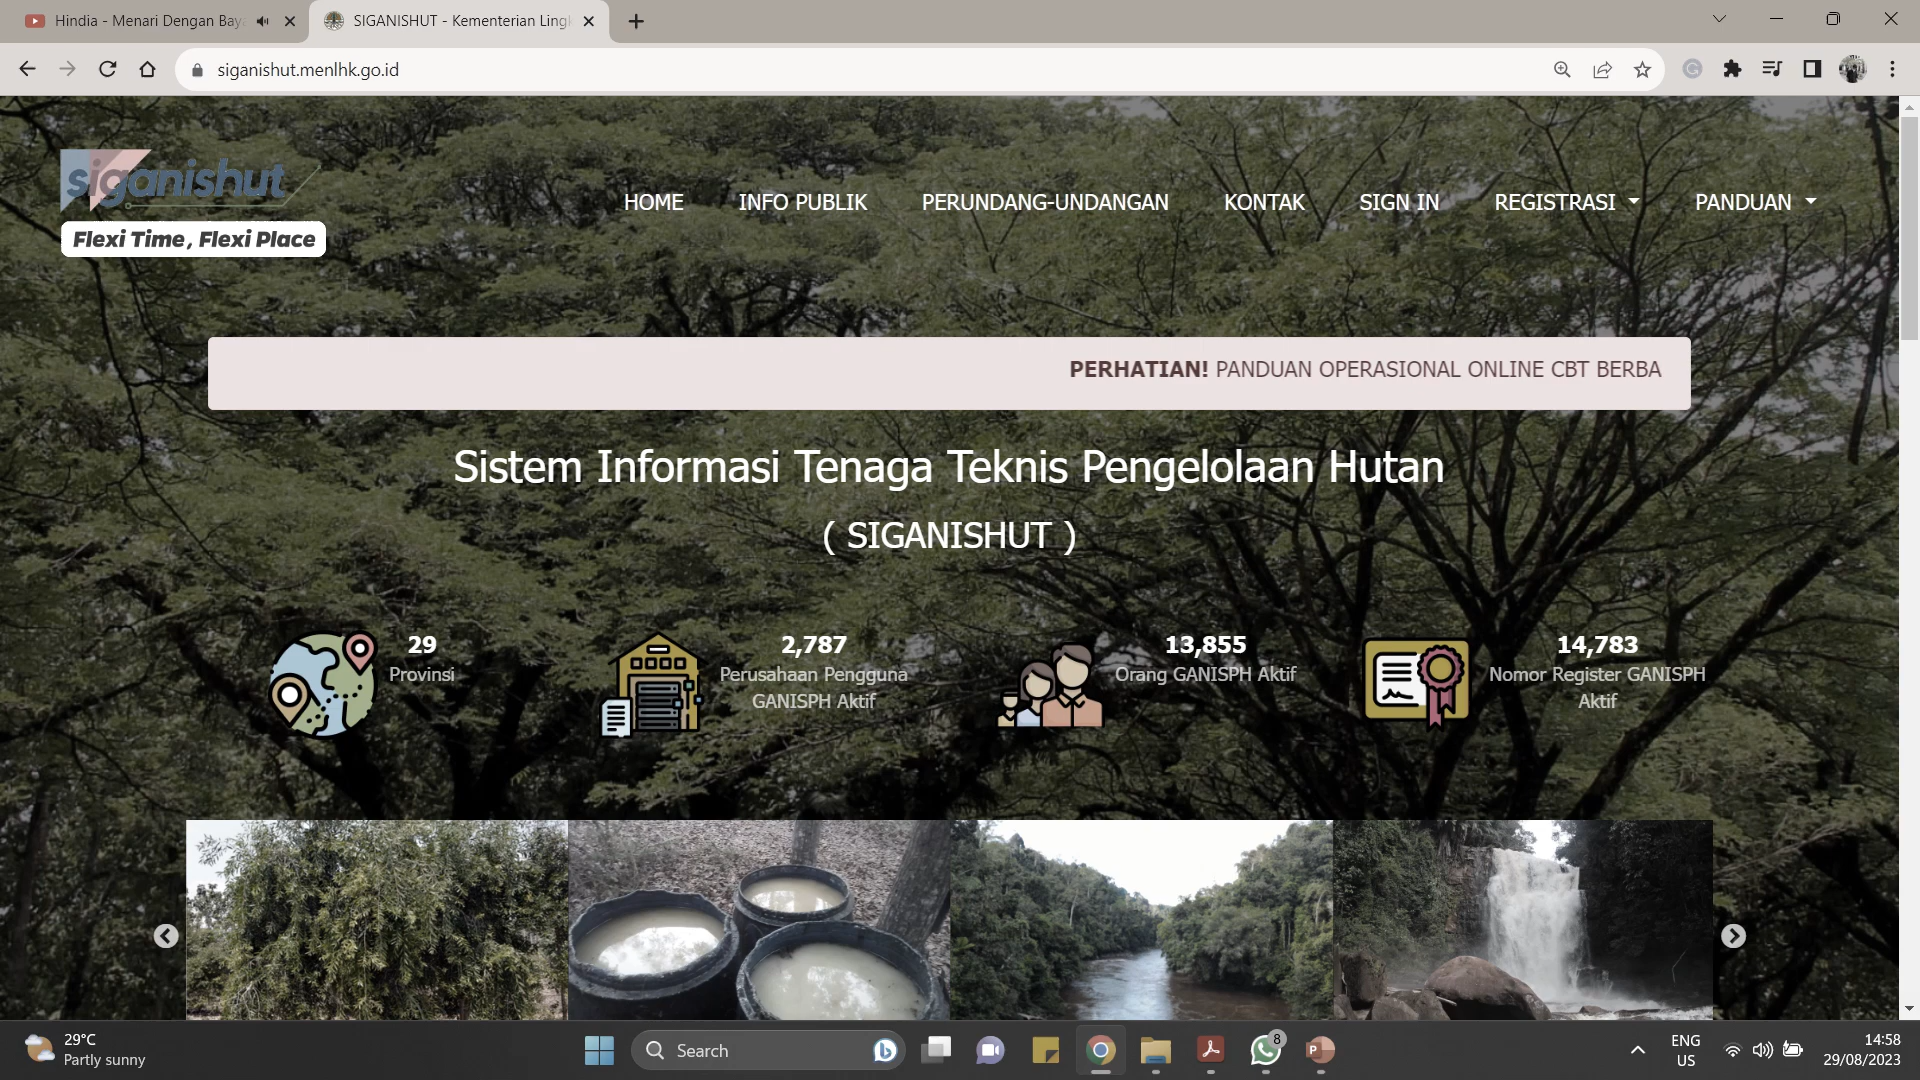 Hindia - Menari Dengan Bay
SIGANISHUT - Kementerian Lingk
siganishut.menlhk.go.id
siganishut
Flexi Time, Flexi Place
HOME
INFO PUBLIK
PERUNDANG-UNDANGAN
KONTAK
SIGN IN
REGISTRASI
PANDUAN
PERHATIAN! PANDUAN OPERASIONAL ONLINE CBT BERBA
Sistem Informasi Tenaga Teknis Pengelolaan Hutan
( SIGANISHUT )
29
Provinsi
2,787
Perusahaan Pengguna
GANISPH Aktif
13,855
Orang GANISPH Aktif
14,783
Nomor Register GANISPH
Aktif
29°C
Partly sunny
Search
8
ENG
US
14:58
29/08/2023